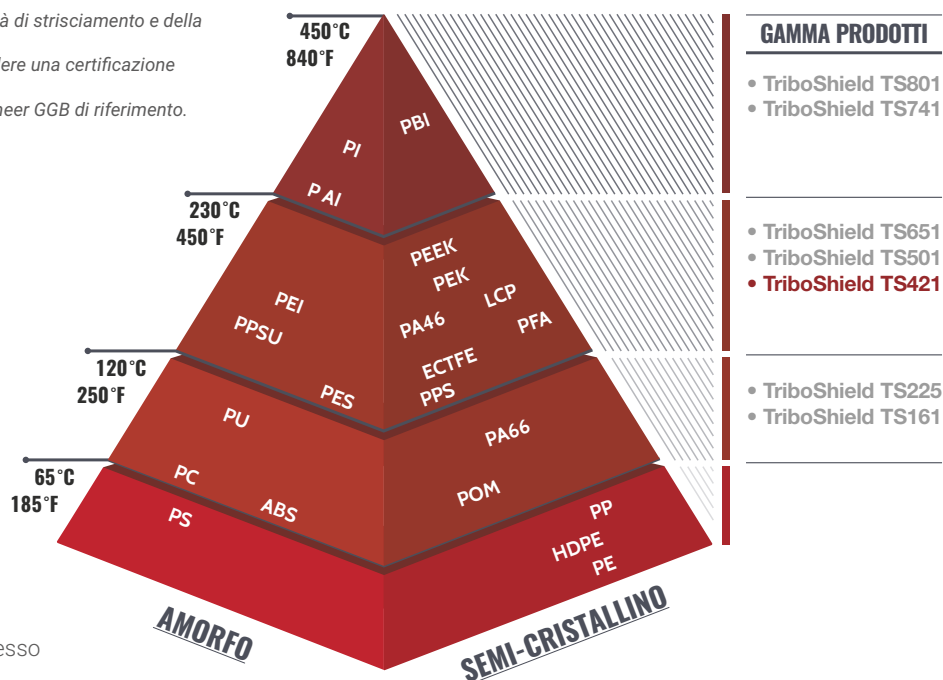 à di strisciamento e della
dere una certificazione
neer GGB di riferimento.
450°C
840°F
230°C
450°F
120°C
250°F
65°C
185°F
PI
PBI
P AI
PEEK
PEK
LCP
PEI
PA46
PFA
PPSU
ECTFE
PES
PPS
PU
PA66
PC
POM
ABS
PS
PP
HDPE
PE
AMORFO
SEMI-CRISTALLINO
esso
GAMMA PRODOTTI
• TriboShield TS801
• TriboShield TS741
• TriboShield TS651
• TriboShield TS501
• TriboShield TS421
• TriboShield TS225
• TriboShield TS161